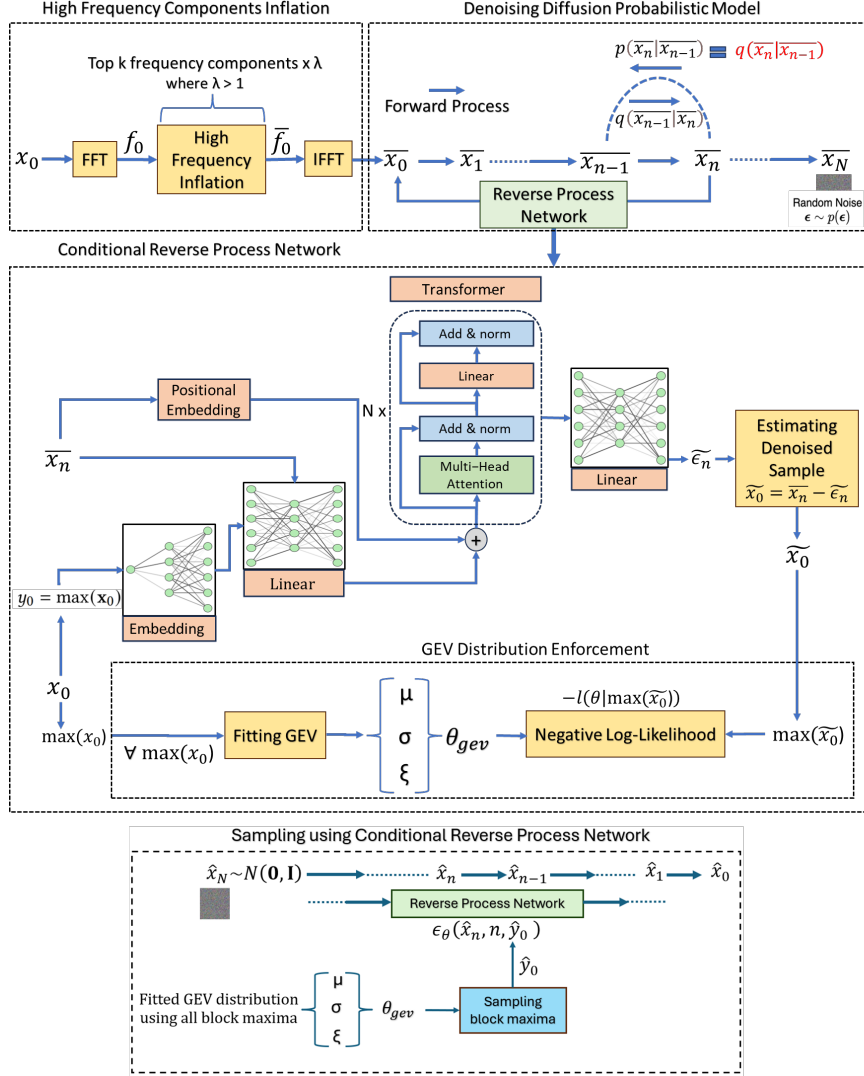 High Frequency Components Inflation
Top k frequency components x λ
where λ > 1
x₀
FFT
f₀
High
Frequency
Inflation
f̅₀
IFFT
Denoising Diffusion Probabilistic Model
p(x̅ₙ|x̅ₙ₋₁) = q(x̅ₙ|x̅ₙ₋₁)
Forward Process
q(x̅ₙ₋₁|x̅ₙ)
x̅₀
x̅₁
x̅ₙ₋₁
x̅ₙ
x̅_N
Reverse Process
Network
Random Noise
ϵ ∼ p(ϵ)
Conditional Reverse Process Network
Transformer
Add & norm
Linear
N x
Add & norm
Multi−Head
Attention
Positional
Embedding
x̅ₙ
+
Linear
Embedding
y₀ = max(x₀)
Linear
ϵ̃ₙ
Estimating
Denoised
Sample
x̃₀ = x̅ₙ − ϵ̃ₙ
x̃₀
x₀
GEV Distribution Enforcement
max(x₀)
∀ max(x₀)
Fitting GEV
μ
σ
ξ
θ_gev
−l(θ|max(x̃₀))
Negative Log-Likelihood
max(x̃₀)
Sampling using Conditional Reverse Process Network
x̂_N~N(0, I)
x̂ₙ
x̂ₙ₋₁
x̂₁
x̂₀
Reverse Process Network
ϵ_θ(x̂ₙ, n, ŷ₀)
ŷ₀
Fitted GEV distribution
using all block maxima
μ
σ
ξ
θ_gev
Sampling
block maxima